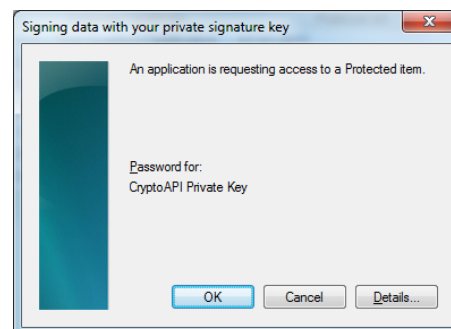 Signing data with your private signature key
An application is requesting access to a Protected item.
Password for:
CryptoAPI Private Key
OK Cancel Details...